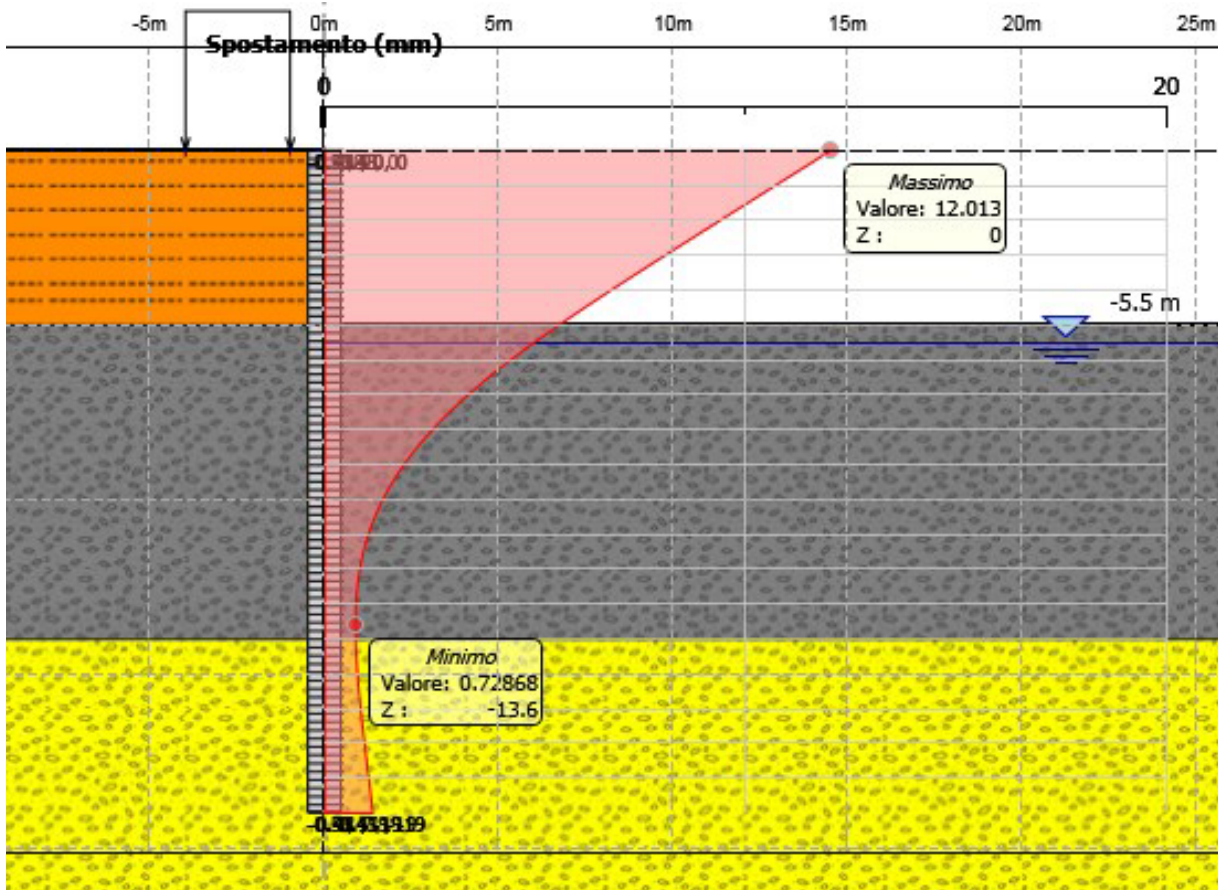 -5m 0m 5m 10m 15m 20m 25m
Spostamento (mm)
0 20
Massimo
Valore: 12.013
Z : 0
-5.5 m
Minimo
Valore: 0.72868
Z : -13.6